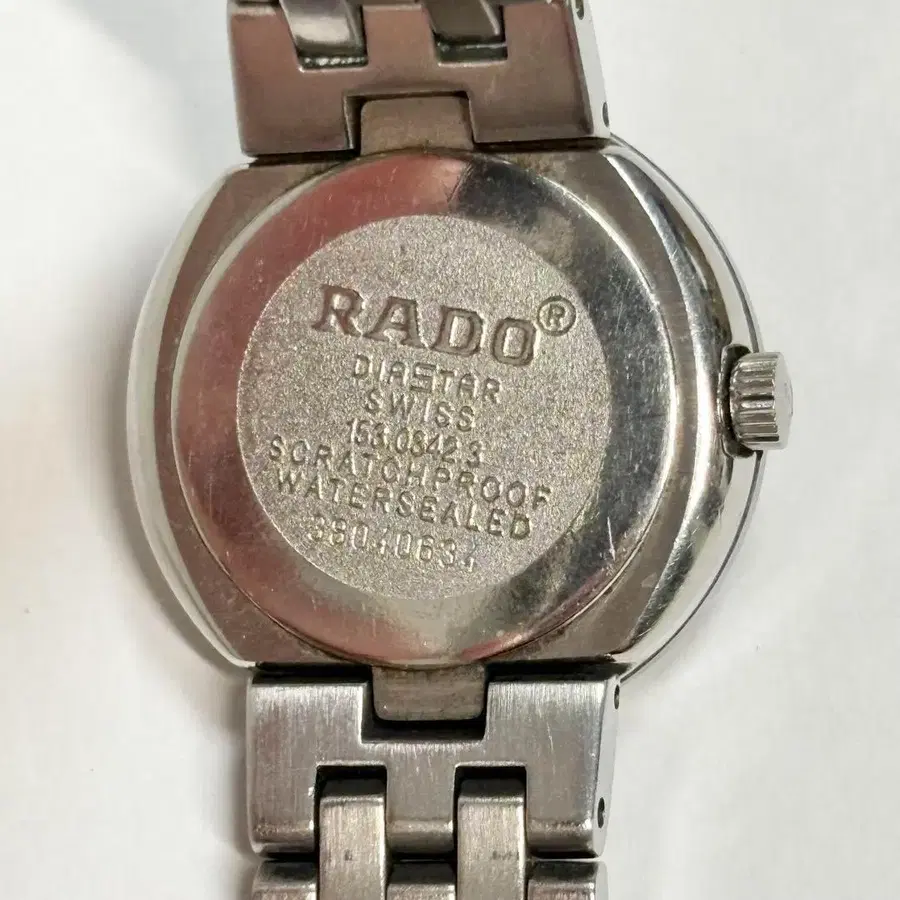 RADO®
DIASTAR
SWISS
153.0342.3
SCRATCHPROOF
WATERSEALED